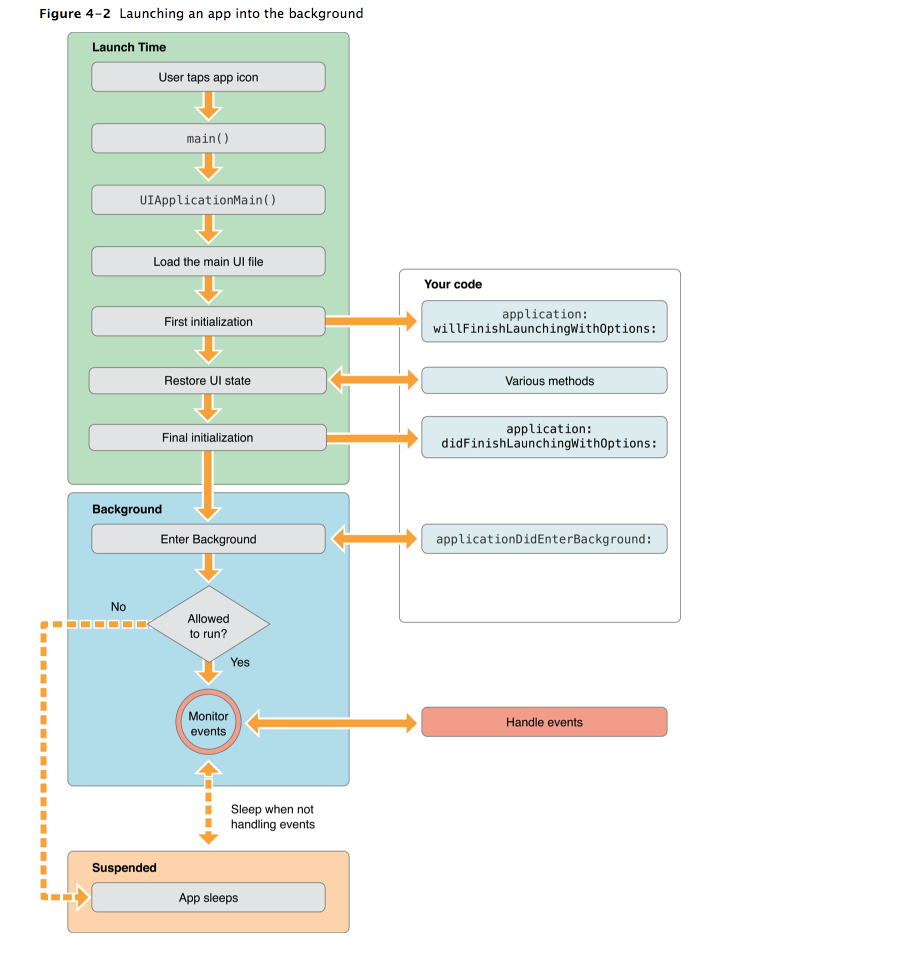 Figure 4-2 Launching an app into the background
Launch Time
User taps app icon
main()
UIApplicationMain()
Load the main UI file
First initialization
Restore UI state
Final initialization
Your code
application:
willFinishLaunchingWithOptions:
Various methods
application:
didFinishLaunchingWithOptions:
Background
Enter Background
applicationDidEnterBackground:
No
Allowed
to run?
Yes
Monitor
events
Handle events
Sleep when not
handling events
Suspended
App sleeps